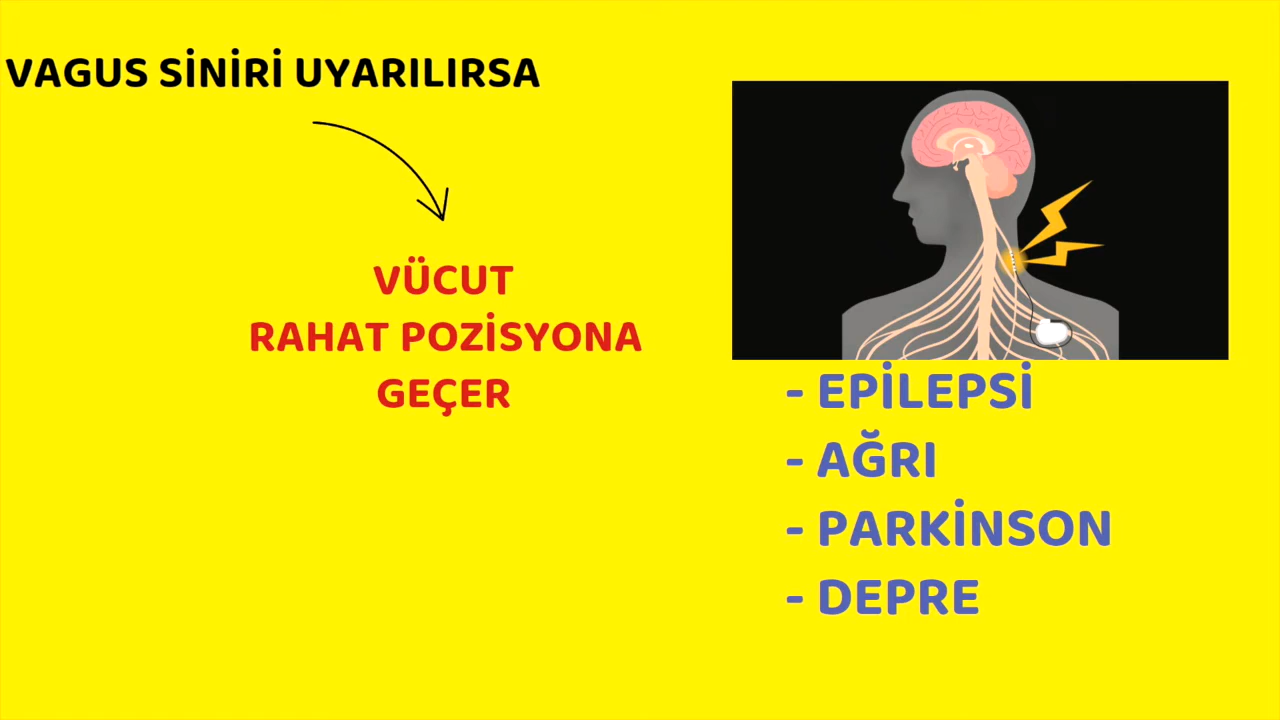 VAGUS SİNİRİ UYARILIRSA
VÜCUT
RAHAT POZİSYONA
GEÇER
- EPİLEPSİ
- AĞRI
- PARKİNSON
- DEPRE